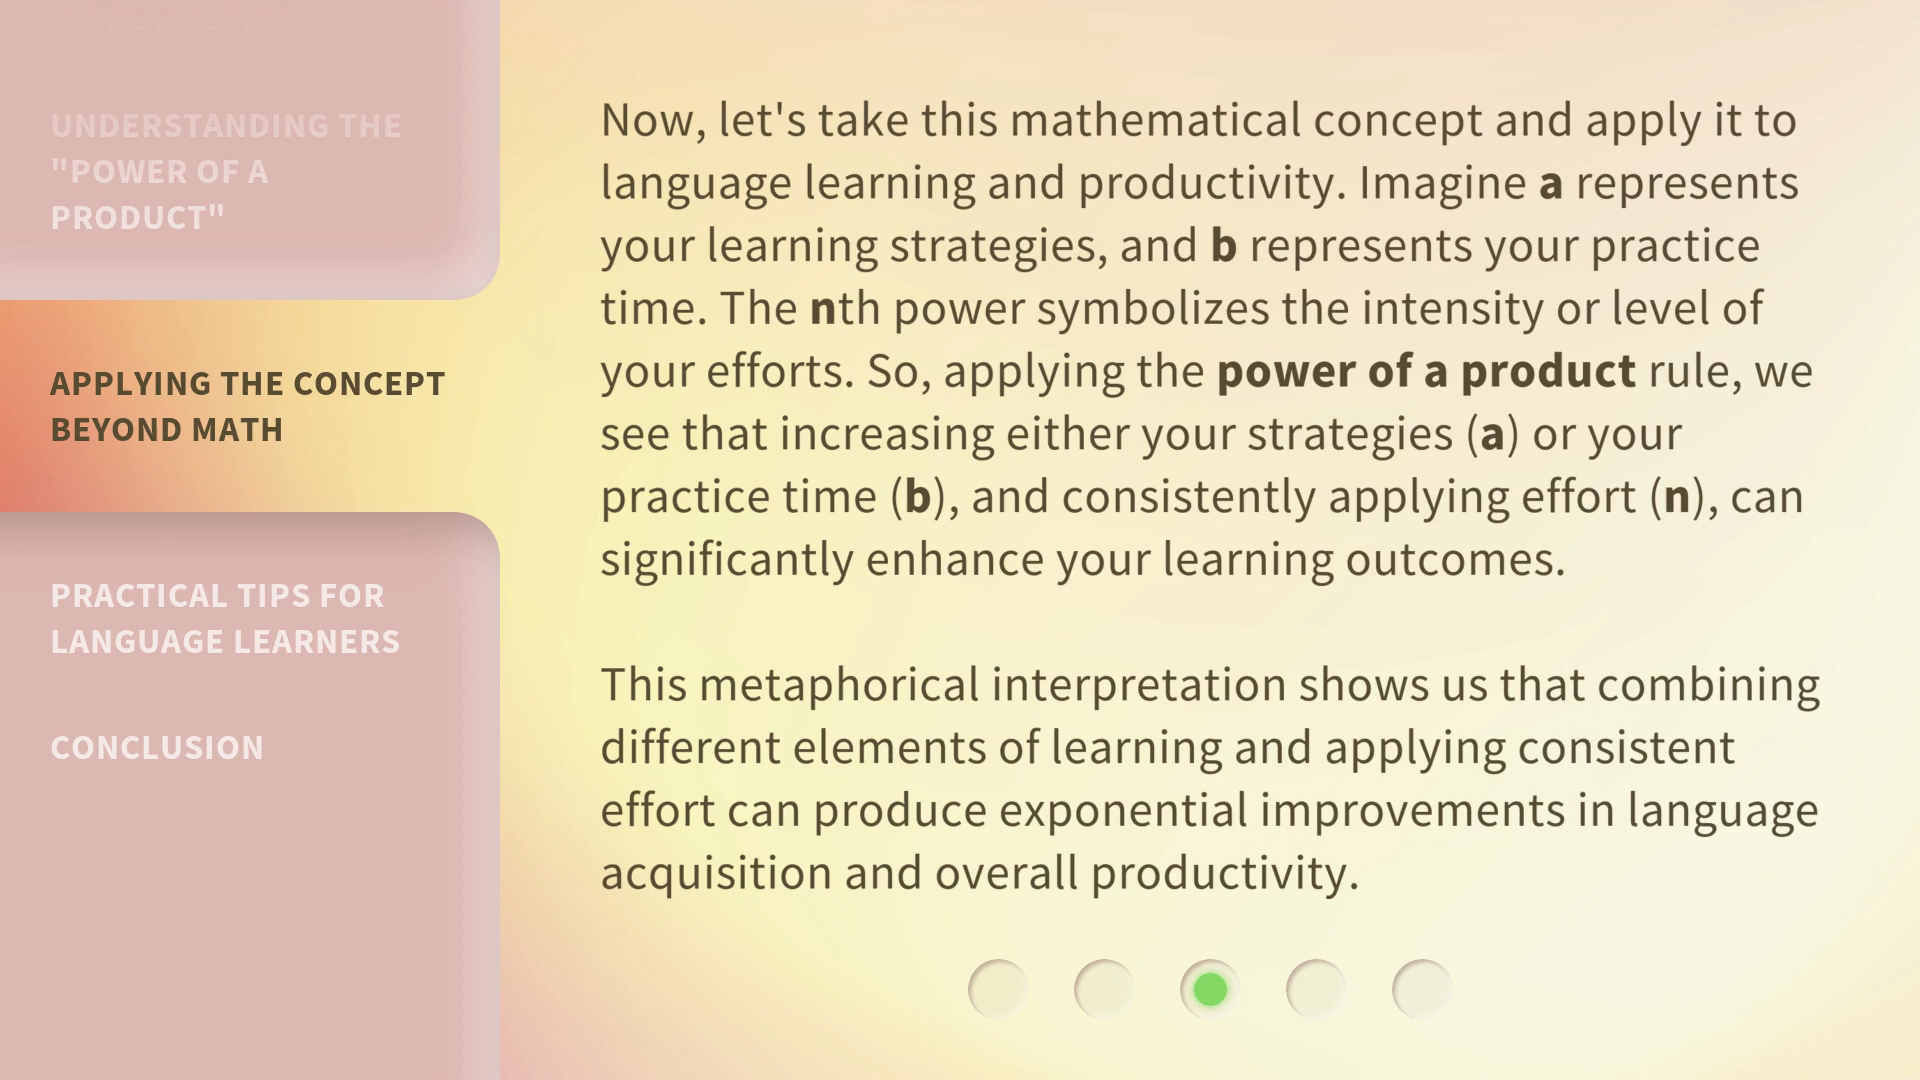 INTRODUCTION
UNDERSTANDING THE
"POWER OF A
PRODUCT"
APPLYING THE CONCEPT
BEYOND MATH
PRACTICAL TIPS FOR
LANGUAGE LEARNERS
CONCLUSION
Now, let's take this mathematical concept and apply it to
language learning and productivity. Imagine a represents
your learning strategies, and b represents your practice
time. The nth power symbolizes the intensity or level of
your efforts. So, applying the power of a product rule, we
see that increasing either your strategies (a) or your
practice time (b), and consistently applying effort (n), can
significantly enhance your learning outcomes.
This metaphorical interpretation shows us that combining
different elements of learning and applying consistent
effort can produce exponential improvements in language
acquisition and overall productivity.